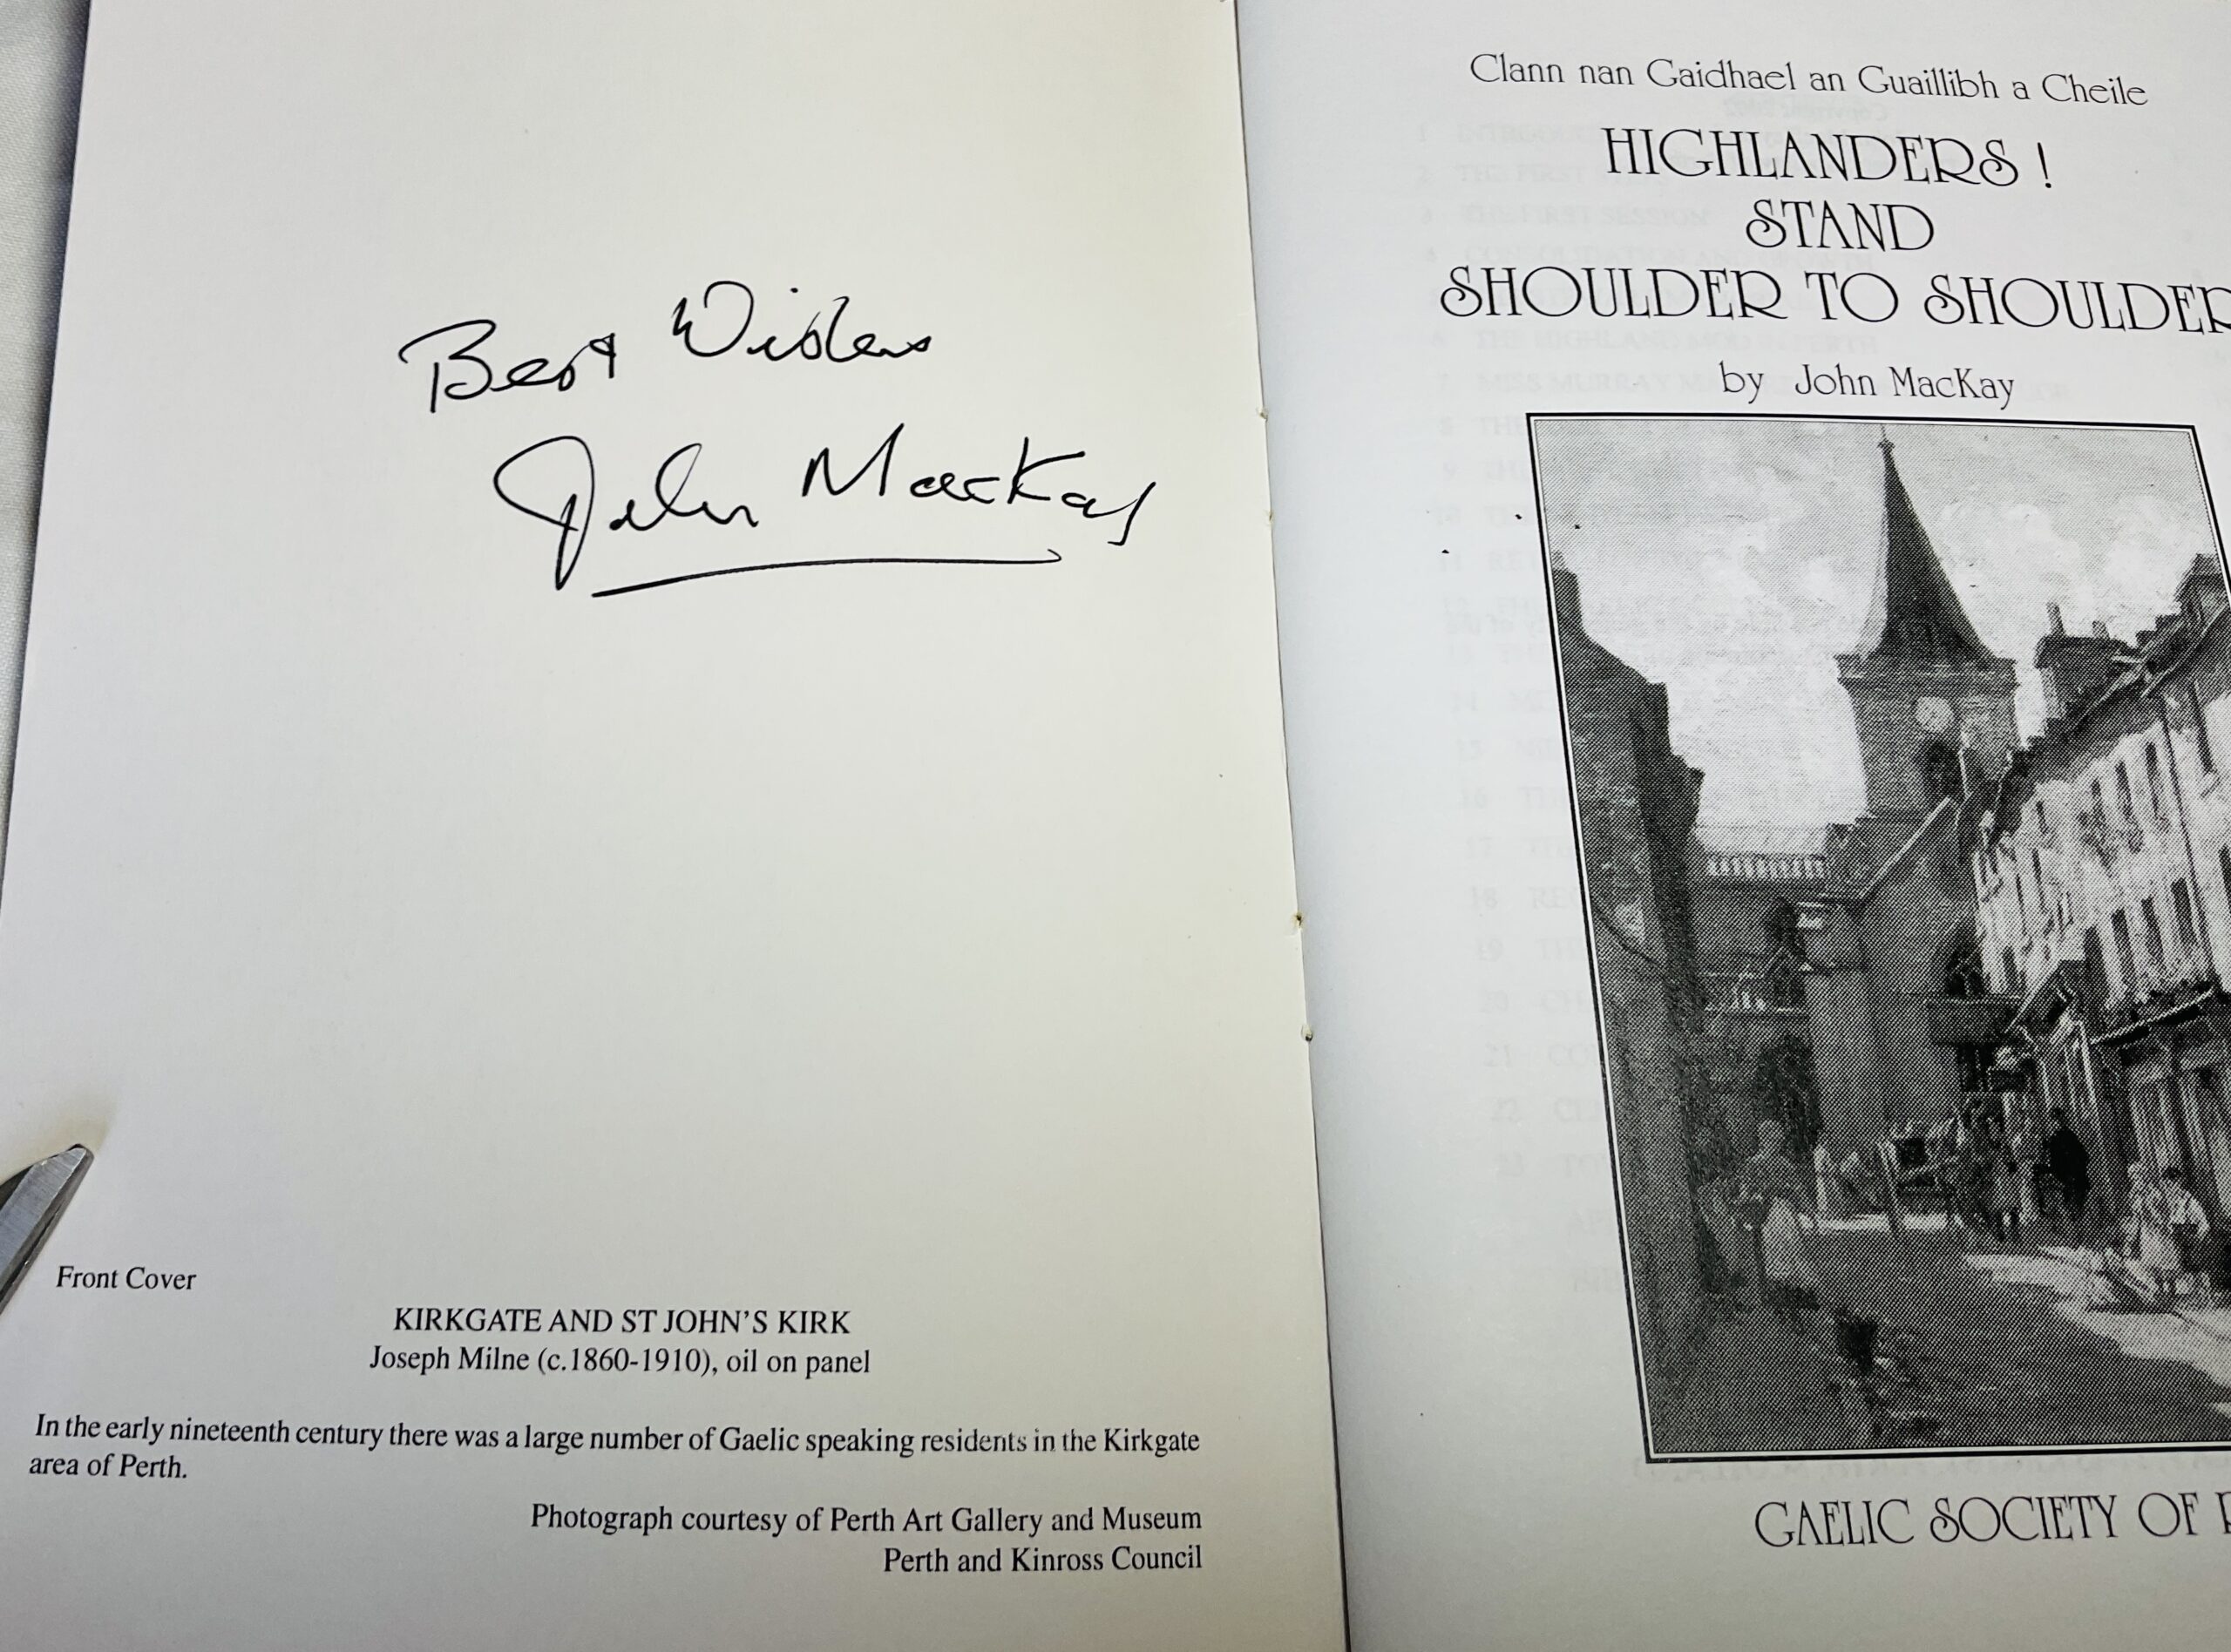 Best Wishes
John MacKay
Front Cover
KIRKGATE AND ST JOHN'S KIRK
Joseph Milne (c.1860-1910), oil on panel
In the early nineteenth century there was a large number of Gaelic speaking residents in the Kirkgate
area of Perth.
Photograph courtesy of Perth Art Gallery and Museum
Perth and Kinross Council
Clann nan Gaidhael an Guaillibh a Cheile
HIGHLANDERS !
STAND
SHOULDER TO SHOULDER
by John MacKay
GAELIC SOCIETY OF